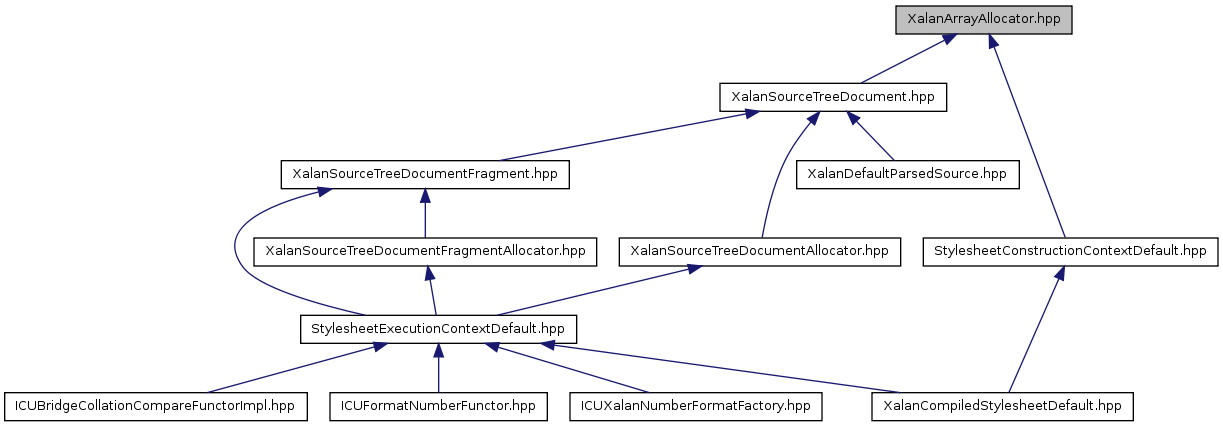 XalanArrayAllocator.hpp
XalanSourceTreeDocument.hpp
XalanSourceTreeDocumentFragment.hpp
XalanDefaultParsedSource.hpp
XalanSourceTreeDocumentFragmentAllocator.hpp
XalanSourceTreeDocumentAllocator.hpp
StylesheetConstructionContextDefault.hpp
StylesheetExecutionContextDefault.hpp
ICUBridgeCollationCompareFunctorImpl.hpp
ICUFormatNumberFunctor.hpp
ICUXalanNumberFormatFactory.hpp
XalanCompiledStylesheetDefault.hpp